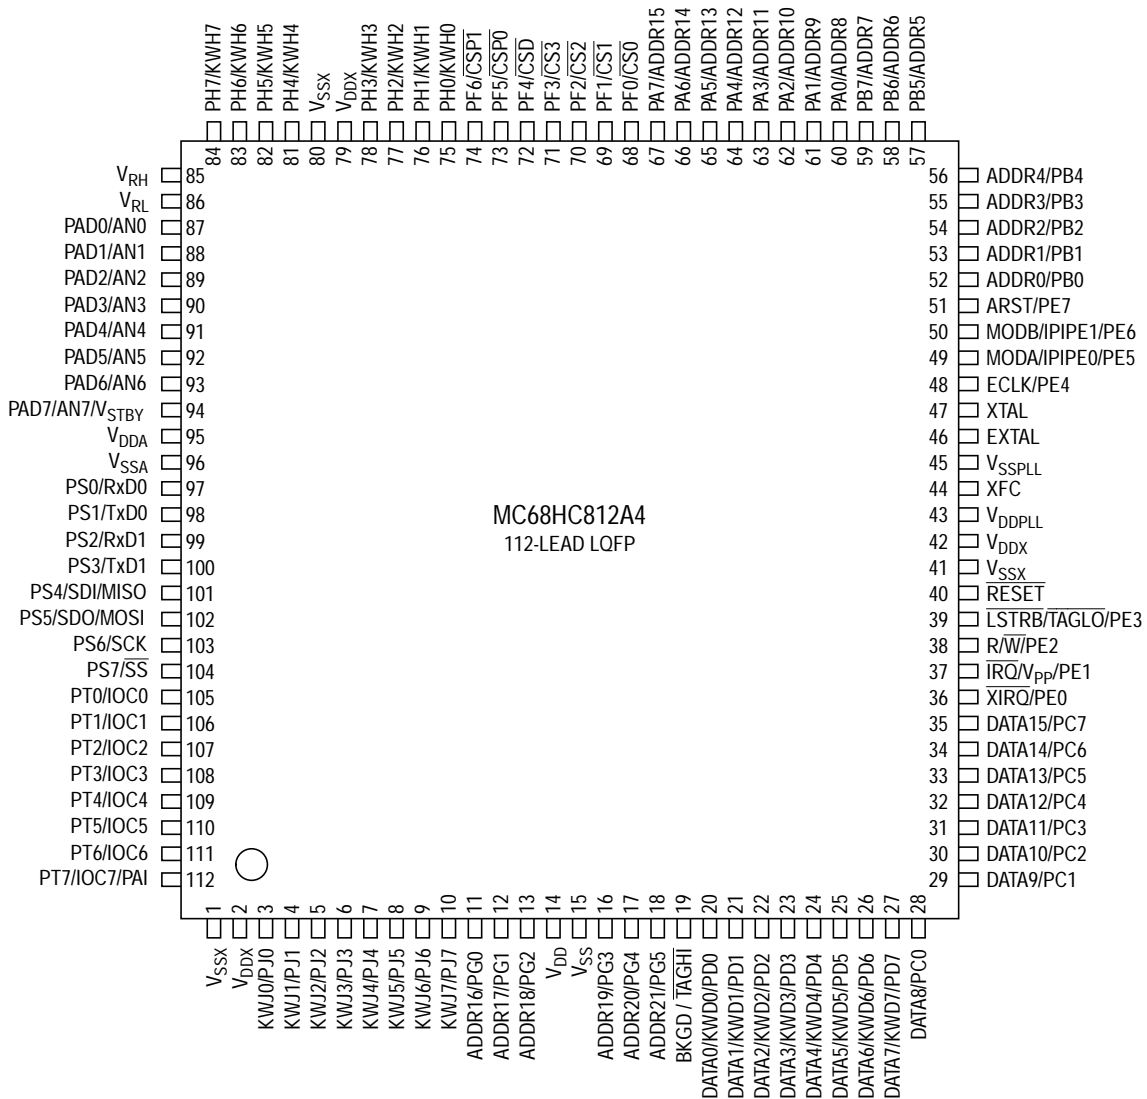 PH7/KWH7
PH6/KWH6
PH5/KWH5
PH4/KWH4
VSSX
VDDX
PH3/KWH3
PH2/KWH2
PH1/KWH1
PH0/KWH0
PF6/CSP1
PF5/CSP0
PF4/CSD
PF3/CS3
PF2/CS2
PF1/CS1
PF0/CS0
PA7/ADDR15
PA6/ADDR14
PA5/ADDR13
PA4/ADDR12
PA3/ADDR11
PA2/ADDR10
PA1/ADDR9
PA0/ADDR8
PB7/ADDR7
PB6/ADDR6
PB5/ADDR5
84
83
82
81
80
79
78
77
76
75
74
73
72
71
70
69
68
67
66
65
64
63
62
61
60
59
58
57
VRH 85
VRL 86
PAD0/AN0 87
PAD1/AN1 88
PAD2/AN2 89
PAD3/AN3 90
PAD4/AN4 91
PAD5/AN5 92
PAD6/AN6 93
PAD7/AN7/VSTBY 94
VDDA 95
VSSA 96
PS0/RxD0 97
PS1/TxD0 98
PS2/RxD1 99
PS3/TxD1 100
PS4/SDI/MISO 101
PS5/SDO/MOSI 102
PS6/SCK 103
PS7/SS 104
PT0/IOC0 105
PT1/IOC1 106
PT2/IOC2 107
PT3/IOC3 108
PT4/IOC4 109
PT5/IOC5 110
PT6/IOC6 111
PT7/IOC7/PAI 112
MC68HC812A4
112-LEAD LQFP
56 ADDR4/PB4
55 ADDR3/PB3
54 ADDR2/PB2
53 ADDR1/PB1
52 ADDR0/PB0
51 ARST/PE7
50 MODB/IPIPE1/PE6
49 MODA/IPIPE0/PE5
48 ECLK/PE4
47 XTAL
46 EXTAL
45 VSSPLL
44 XFC
43 VDDPLL
42 VDDX
41 VSSX
40 RESET
39 LSTRB/TAGLO/PE3
38 R/W/PE2
37 IRQ/VPP/PE1
36 XIRQ/PE0
35 DATA15/PC7
34 DATA14/PC6
33 DATA13/PC5
32 DATA12/PC4
31 DATA11/PC3
30 DATA10/PC2
29 DATA9/PC1
1
2
3
4
5
6
7
8
9
10
11
12
13
14
15
16
17
18
19
20
21
22
23
24
25
26
27
28
VSSX
VDDX
KWJ0/PJ0
KWJ1/PJ1
KWJ2/PJ2
KWJ3/PJ3
KWJ4/PJ4
KWJ5/PJ5
KWJ6/PJ6
KWJ7/PJ7
ADDR16/PG0
ADDR17/PG1
ADDR18/PG2
VDD
VSS
ADDR19/PG3
ADDR20/PG4
ADDR21/PG5
BKGD / TAGHI
DATA0/KWD0/PD0
DATA1/KWD1/PD1
DATA2/KWD2/PD2
DATA3/KWD3/PD3
DATA4/KWD4/PD4
DATA5/KWD5/PD5
DATA6/KWD6/PD6
DATA7/KWD7/PD7
DATA8/PC0